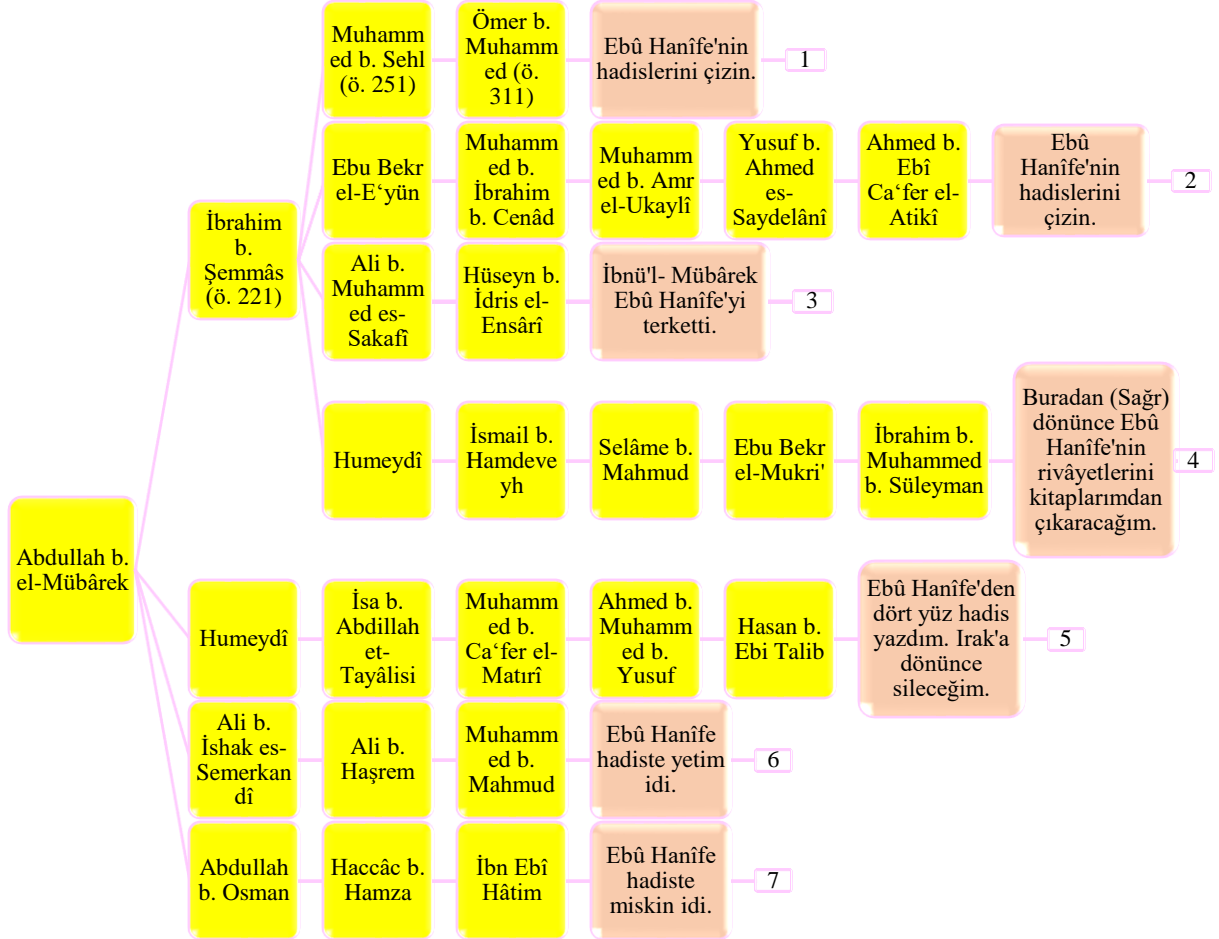 Abdullah b.
el-Mübârek
İbrahim
b.
Şemmâs
(ö. 221)
Muhamm
ed b. Sehl
(ö. 251)
Ömer b.
Muhamm
ed (ö.
311)
Ebû Hanîfe'nin
hadislerini çizin.
1
Ebu Bekr
el-E‘yün
Muhamm
ed b.
İbrahim
b. Cenâd
Muhamm
ed b. Amr
el-Ukaylî
Yusuf b.
Ahmed
es-
Saydelânî
Ahmed b.
Ebî
Ca‘fer el-
Atikî
Ebû
Hanîfe'nin
hadislerini
çizin.
2
Ali b.
Muhamm
ed es-
Sakafî
Hüseyn b.
İdris el-
Ensârî
İbnü'l- Mübârek
Ebû Hanîfe'yi
terketti.
3
Humeydî
İsmail b.
Hamdeve
yh
Selâme b.
Mahmud
Ebu Bekr
el-Mukri'
İbrahim b.
Muhammed
b. Süleyman
Buradan (Sağr)
dönünce Ebû
Hanîfe'nin
rivâyetlerini
kitaplarımdan
çıkaracağım.
4
Humeydî
İsa b.
Abdillah
et-
Tayâlisi
Muhamm
ed b.
Ca‘fer el-
Matırî
Ahmed b.
Muhamm
ed b.
Yusuf
Hasan b.
Ebi Talib
Ebû Hanîfe'den
dört yüz hadis
yazdım. Irak'a
dönünce
sileceğim.
5
Ali b.
İshak es-
Semerkan
dî
Ali b.
Haşrem
Muhamm
ed b.
Mahmud
Ebû Hanîfe
hadiste yetim
idi.
6
Abdullah
b. Osman
Haccâc b.
Hamza
İbn Ebî
Hâtim
Ebû Hanîfe
hadiste
miskin idi.
7